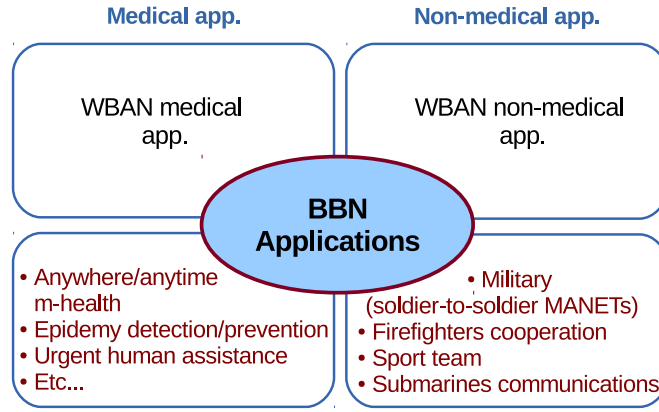 Medical app.
Non-medical app.
WBAN medical
app.
WBAN non-medical
app.
BBN
Applications
• Anywhere/anytime
m-health
• Epidemy detection/prevention
• Urgent human assistance
• Etc...
• Military
(soldier-to-soldier MANETs)
• Firefighters cooperation
• Sport team
• Submarines communications